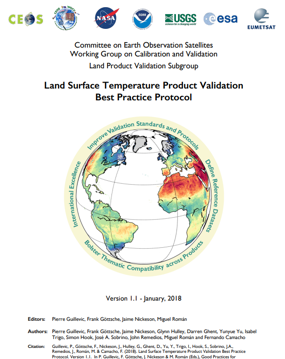 CEOS
NASA
NOAA
USGS
esa
EUMETSAT
Committee on Earth Observation Satellites
Working Group on Calibration and Validation
Land Product Validation Subgroup
Land Surface Temperature Product Validation
Best Practice Protocol
Improve Validation Standards and Protocols
International Excellence
Define Reference Datasets
Bolster Thematic Compatibility across Products
Version 1.1 - January, 2018
Editors: Pierre Guillevic, Frank Göttsche, Jaime Nickeson, Miguel Román
Authors: Pierre Guillevic, Frank Göttsche, Jaime Nickeson, Glynn Hulley, Darren Ghent, Yunyue Yu, Isabel
Trigo, Simon Hook, José A. Sobrino, John Remedios, Miguel Román and Fernando Camacho
Citation: Guillevic, P., Göttsche, F., Nickeson, J., Hulley, G., Ghent, D., Yu, Y., Trigo, I., Hook, S., Sobrino, J.A.,
Remedios, J., Román, M. & Camacho, F. (2018). Land Surface Temperature Product Validation Best Practice
Protocol. Version 1.1. In P. Guillevic, F. Göttsche, J. Nickeson & M. Román (Eds.), Good Practices for